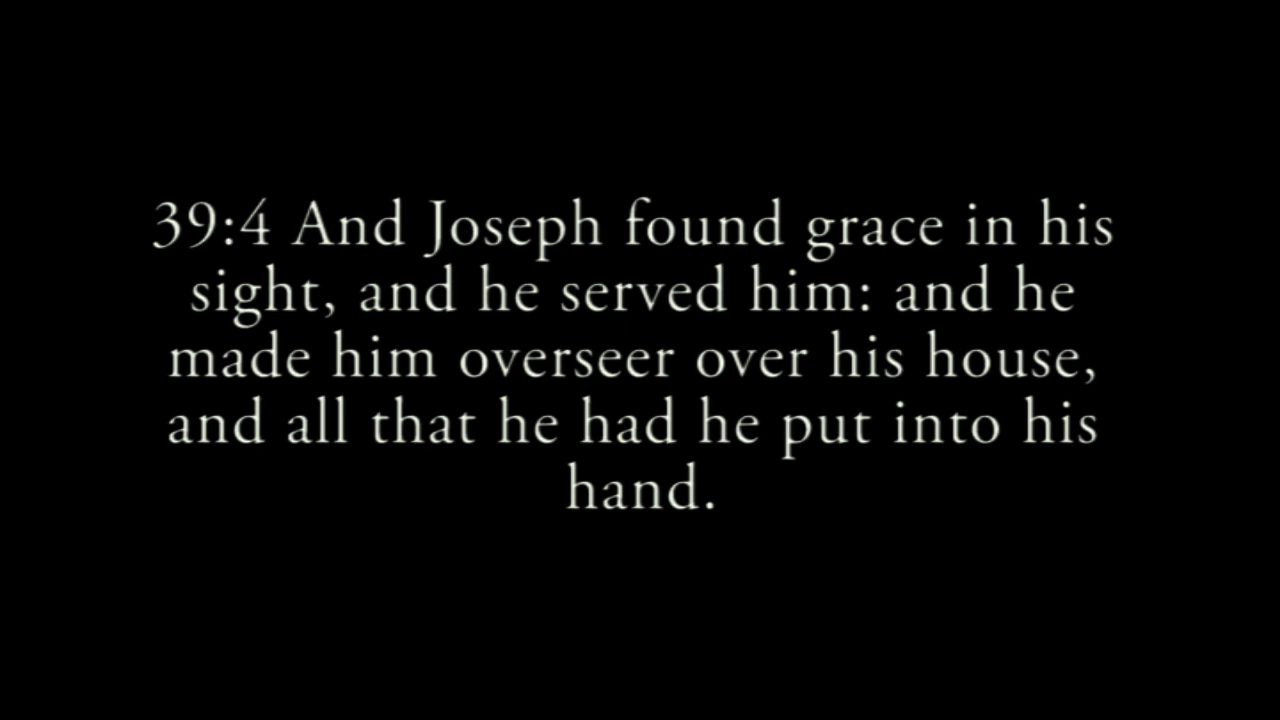 39:4 And Joseph found grace in his
sight, and he served him: and he
made him overseer over his house,
and all that he had he put into his
hand.